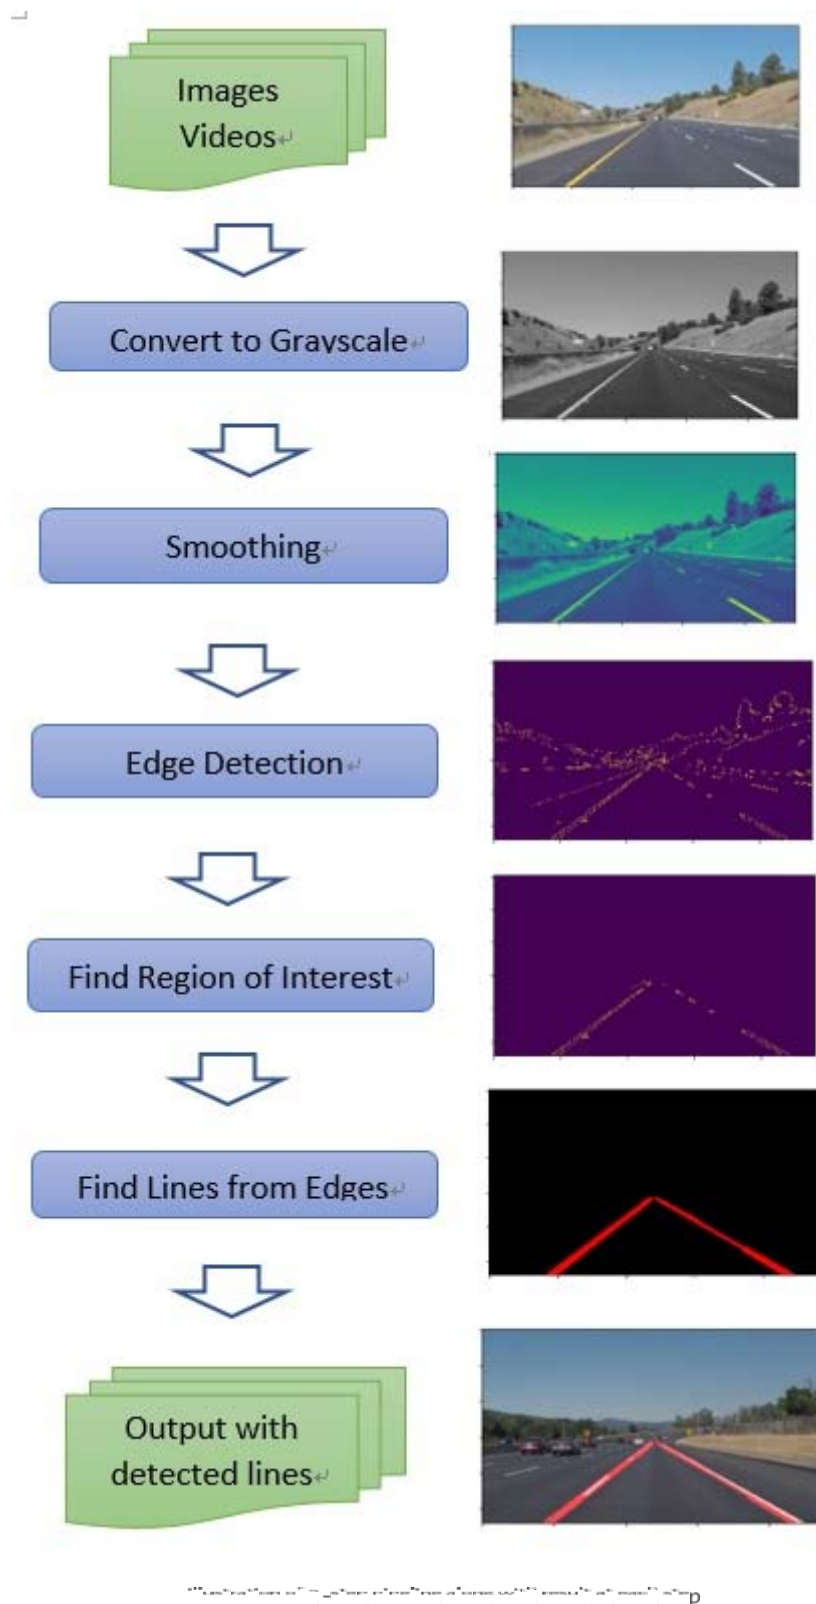 Images
Videos
Convert to Grayscale
Smoothing
Edge Detection
Find Region of Interest
Find Lines from Edges
Output with
detected lines